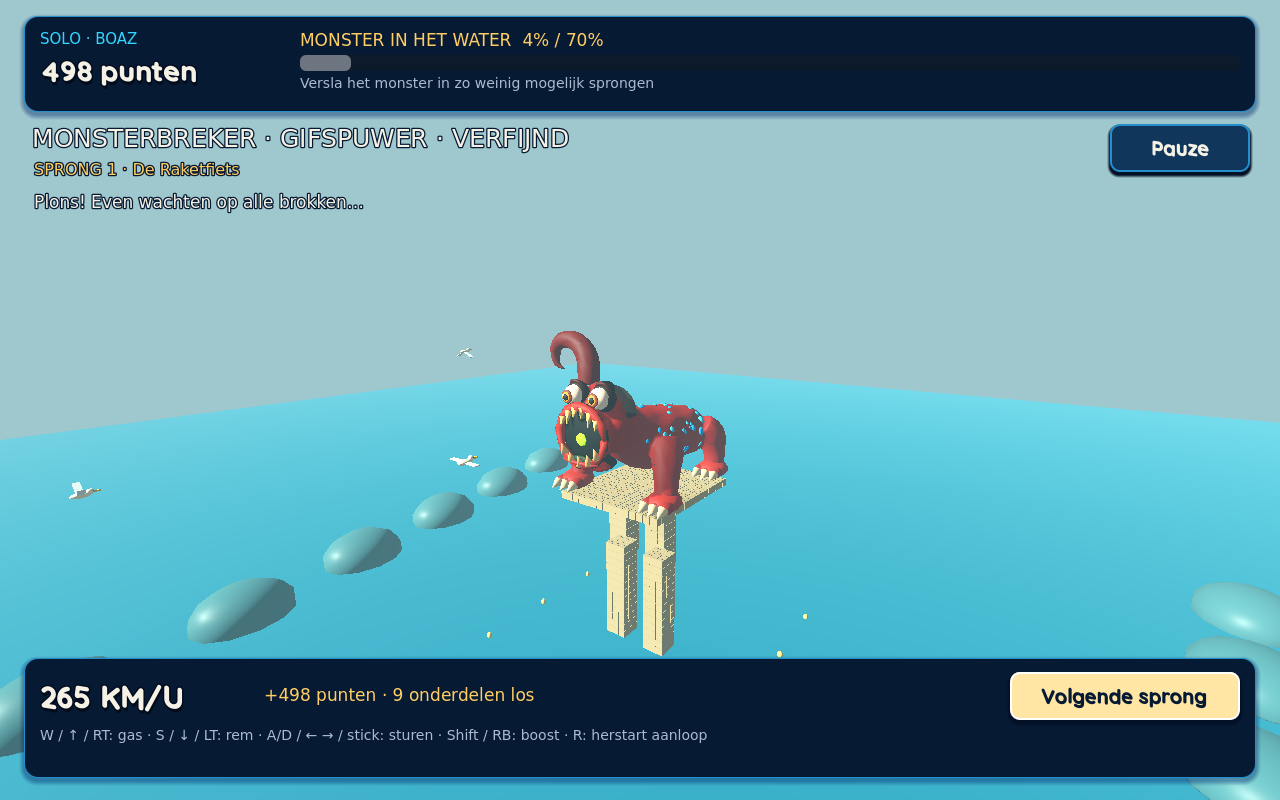 SOLO · BOAZ
498 punten
MONSTER IN HET WATER 4% / 70%
Versla het monster in zo weinig mogelijk sprongen
MONSTERBREKER · GIFSPUWER · VERFIJND
SPRONG 1 · De Raketfiets
Plons! Even wachten op alle brokken...
Pauze
265 KM/U
+498 punten · 9 onderdelen los
Volgende sprong
W / ↑ / RT: gas · S / ↓ / LT: rem · A/D / ← → / stick: sturen · Shift / RB: boost · R: herstart aanloop